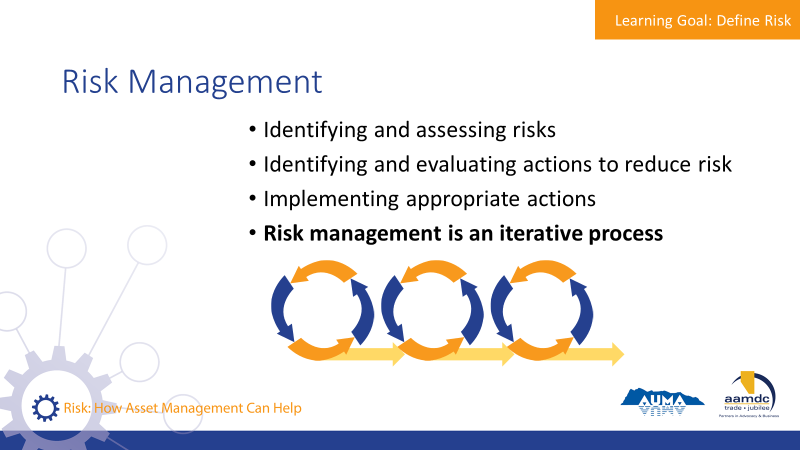 Learning Goal: Define Risk
Risk Management
• Identifying and assessing risks
• Identifying and evaluating actions to reduce risk
• Implementing appropriate actions
• Risk management is an iterative process
Risk: How Asset Management Can Help
AUMA
aamdc
trade • jubilee
Partners in Advocacy & Business